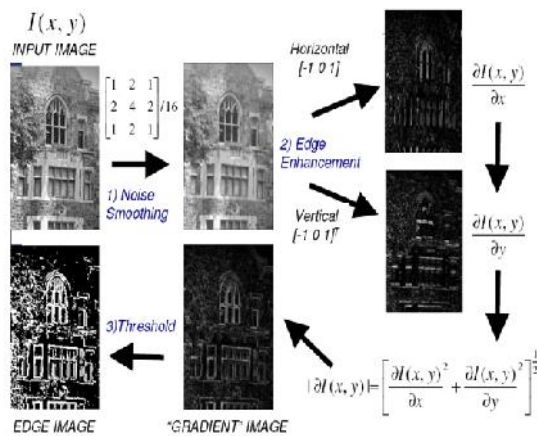 I(x, y)
INPUT IMAGE
[1 2 1
2 4 2
1 2 1]/16
1) Noise
Smoothing
Horizontal
[-1 0 1]
2) Edge
Enhancement
Vertical
[-1 0 1]ᵀ
∂I(x, y)
∂x
∂I(x, y)
∂y
|∂I(x, y)|=[∂I(x, y)²/∂x + ∂I(x, y)²/∂y]^½
"GRADIENT" IMAGE
3)Threshold
EDGE IMAGE